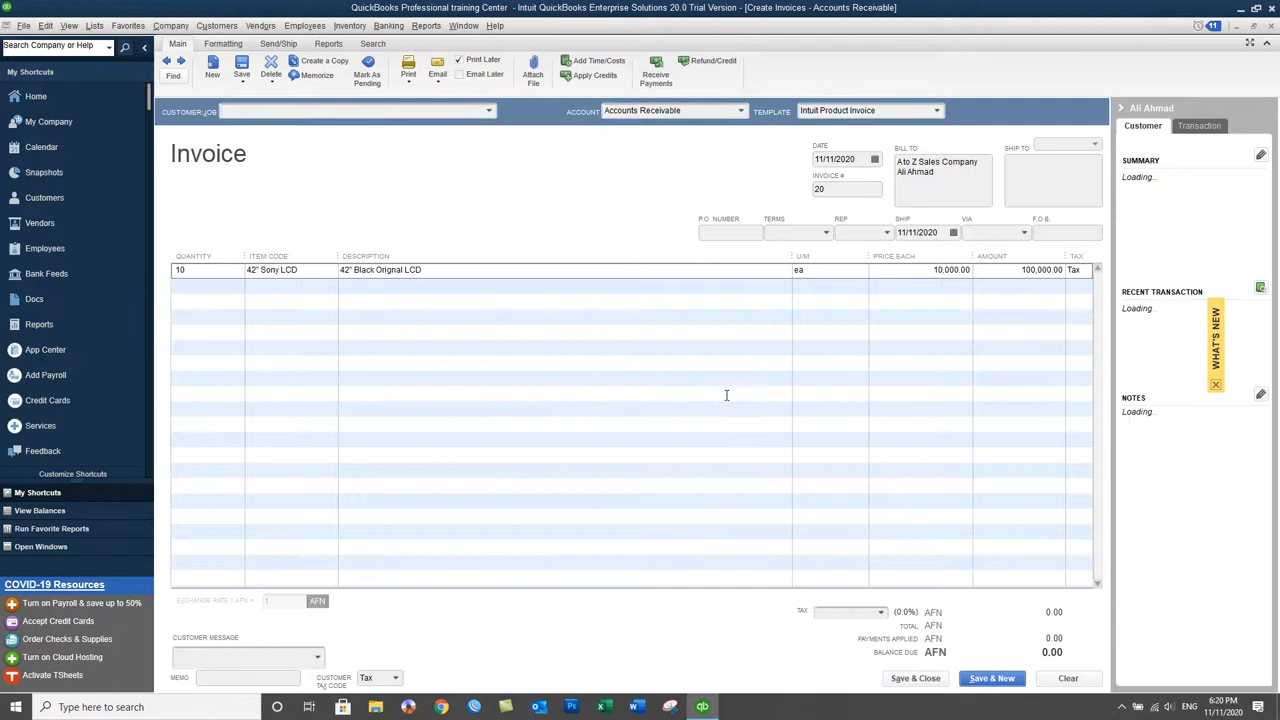 QuickBooks Professional training Center - Intuit QuickBooks Enterprise Solutions 20.0 Trial Version - [Create Invoices - Accounts Receivable]
File Edit View Lists Favorites Company Customers Vendors Employees Inventory Banking Reports Window Help
11
Search Company or Help
Main Formatting Send/Ship Reports Search
Find New Save Delete Create a Copy Memorize Mark As Pending Print Email Print Later Email Later Attach File Add Time/Costs Apply Credits Receive Payments Refund/Credit
My Shortcuts
Home
My Company
Calendar
Snapshots
Customers
Vendors
Employees
Bank Feeds
Docs
Reports
App Center
Add Payroll
Credit Cards
Services
Feedback
Customize Shortcuts
My Shortcuts
View Balances
Run Favorite Reports
Open Windows
COVID-19 Resources
Turn on Payroll & save up to 50%
Accept Credit Cards
Order Checks & Supplies
Turn on Cloud Hosting
Activate TSheets
CUSTOMER:JOB ACCOUNT Accounts Receivable TEMPLATE Intuit Product Invoice
Invoice
DATE
11/11/2020
INVOICE #
20
BILL TO
A to Z Sales Company
Ali Ahmad
SHIP TO
P.O. NUMBER TERMS REP SHIP VIA F.O.B.
11/11/2020
QUANTITY ITEM CODE DESCRIPTION U/M PRICE EACH AMOUNT TAX
10 42" Sony LCD 42" Black Orignal LCD ea 10,000.00 100,000.00 Tax
EXCHANGE RATE 1 AFN = 1 AFN
TAX (0.0%) AFN 0.00
TOTAL AFN
PAYMENTS APPLIED AFN 0.00
BALANCE DUE AFN 0.00
CUSTOMER MESSAGE
MEMO CUSTOMER TAX CODE Tax
Save & Close Save & New Clear
Ali Ahmad
Customer Transaction
SUMMARY
Loading...
RECENT TRANSACTION
Loading...
WHAT'S NEW
NOTES
Loading...
Type here to search
ENG
6:20 PM
11/11/2020